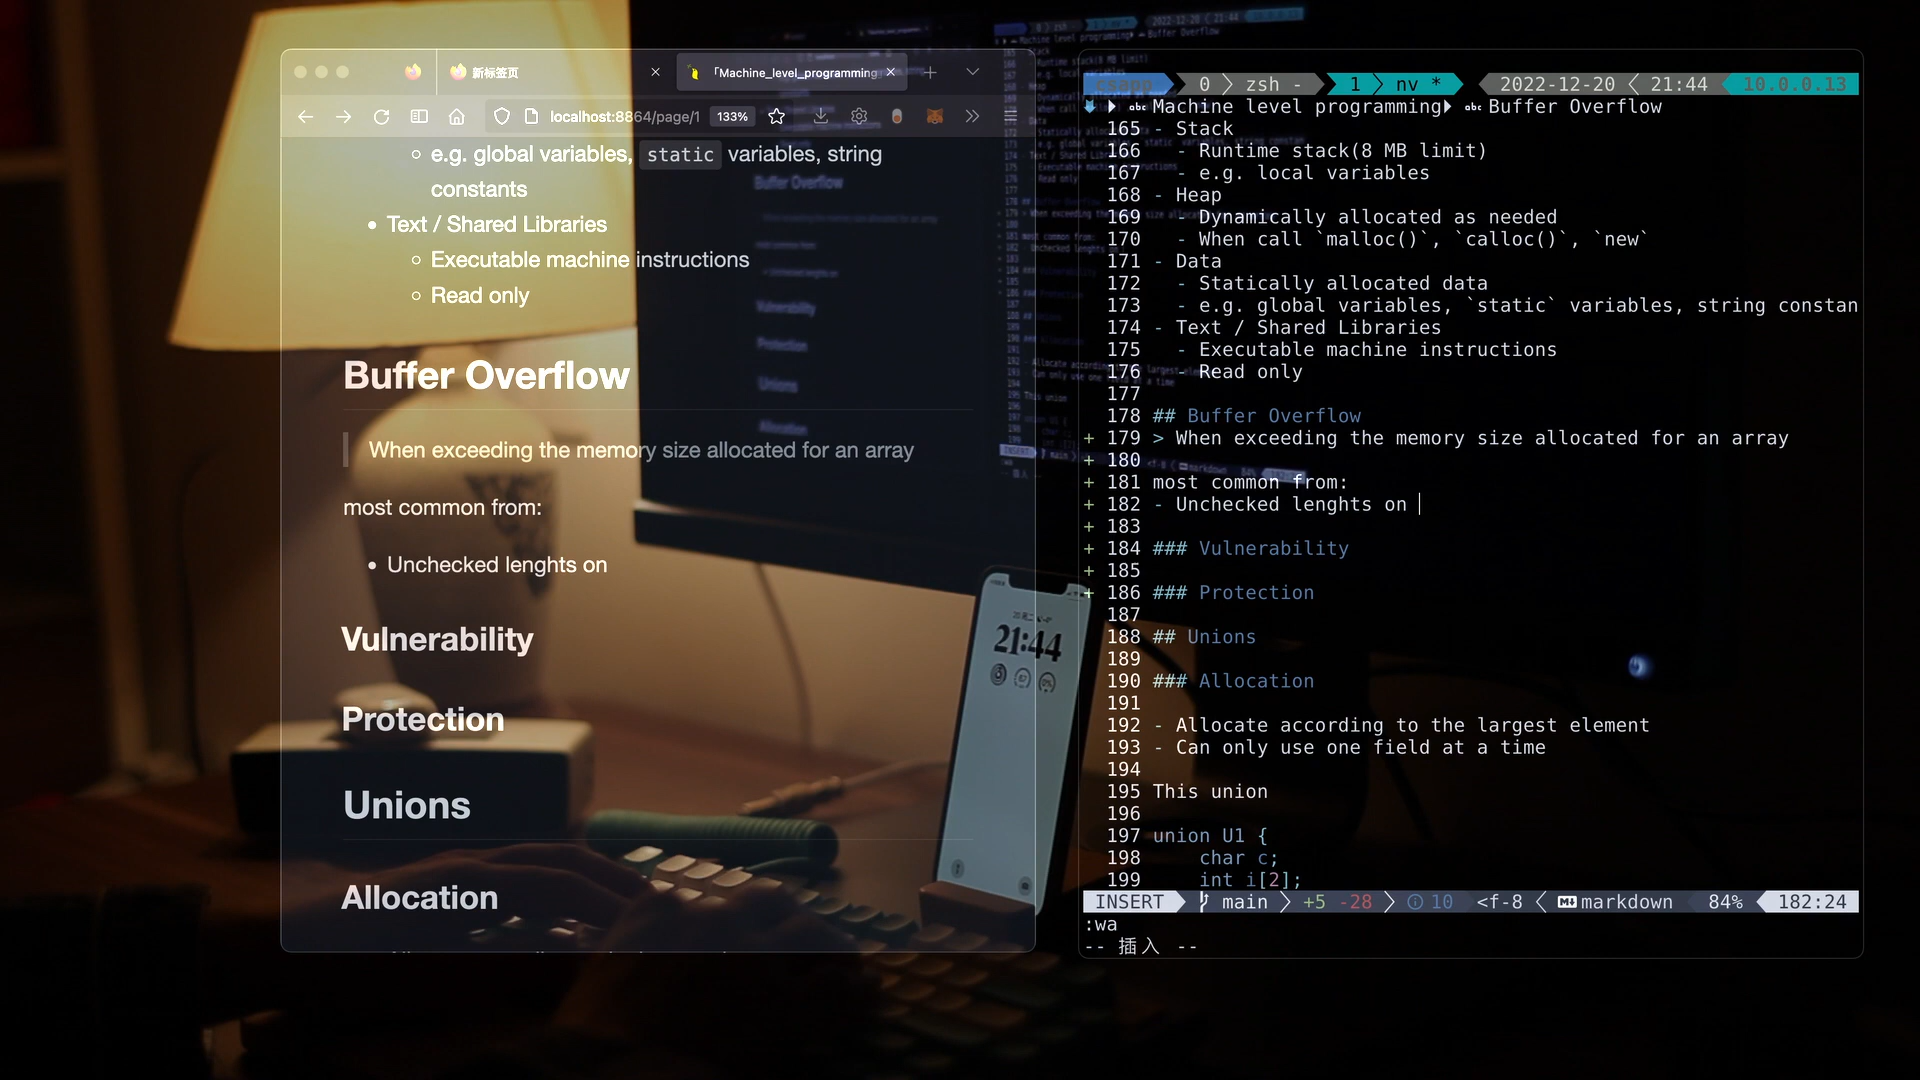 新标签页
「Machine_level_programming
localhost:8864/page/1
133%
e.g. global variables, static variables, string
constants
Text / Shared Libraries
Executable machine instructions
Read only
Buffer Overflow
When exceeding the memory size allocated for an array
most common from:
Unchecked lenghts on
Vulnerability
Protection
Unions
Allocation
21:44
0 zsh - 1 nv * 2022-12-20 21:44 10.0.0.13
Machine level programming abc Buffer Overflow
165 - Stack
166 - Runtime stack(8 MB limit)
167 - e.g. local variables
168 - Heap
169 - Dynamically allocated as needed
170 - When call `malloc()`, `calloc()`, `new`
171 - Data
172 - Statically allocated data
173 - e.g. global variables, `static` variables, string constan
174 - Text / Shared Libraries
175 - Executable machine instructions
176 - Read only
177
178 ## Buffer Overflow
+ 179 > When exceeding the memory size allocated for an array
+ 180
+ 181 most common from:
+ 182 - Unchecked lenghts on
+ 183
+ 184 ### Vulnerability
+ 185
+ 186 ### Protection
187
188 ## Unions
189
190 ### Allocation
191
192 - Allocate according to the largest element
193 - Can only use one field at a time
194
195 This union
196
197 union U1 {
198 char c;
199 int i[2];
INSERT main +5 -28 10 <f-8 markdown 84% 182:24
:wa
-- 插入 --